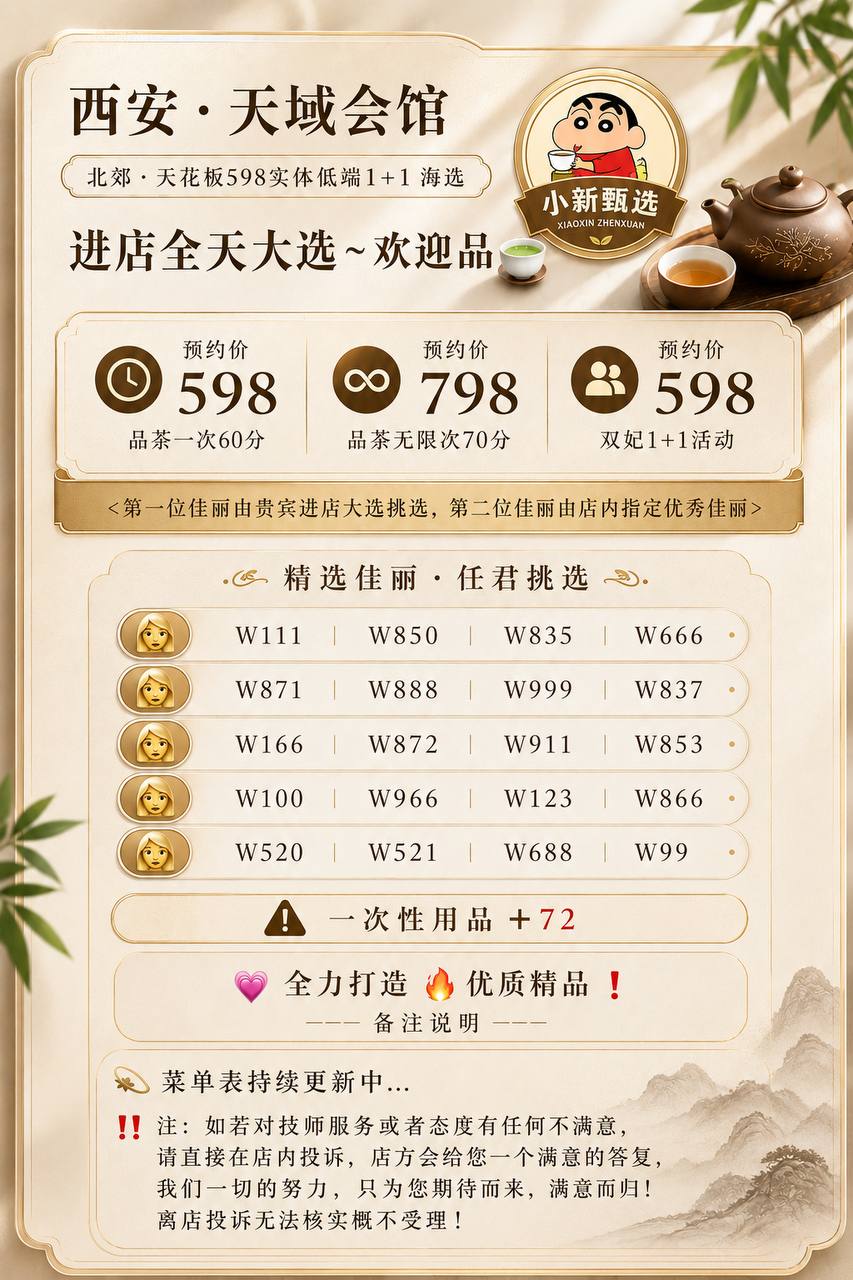 西安·天域会馆
北郊·天花板598实体低端1+1 海选
进店全天大选~欢迎品
小新甄选
XIAOXIN ZHENXUAN
预约价
598
品茶一次60分
预约价
798
品茶无限次70分
预约价
598
双妃1+1活动
<第一位佳丽由贵宾进店大选挑选，第二位佳丽由店内指定优秀佳丽>
精选佳丽·任君挑选
W111 | W850 | W835 | W666
W871 | W888 | W999 | W837
W166 | W872 | W911 | W853
W100 | W966 | W123 | W866
W520 | W521 | W688 | W99
一次性用品 +72
💗 全力打造 🔥 优质精品 ❗
——— 备注说明 ———
菜单表持续更新中...
‼️ 注：如若对技师服务或者态度有任何不满意，
请直接在店内投诉，店方会给您一个满意的答复，
我们一切的努力，只为您期待而来，满意而归！
离店投诉无法核实概不受理！